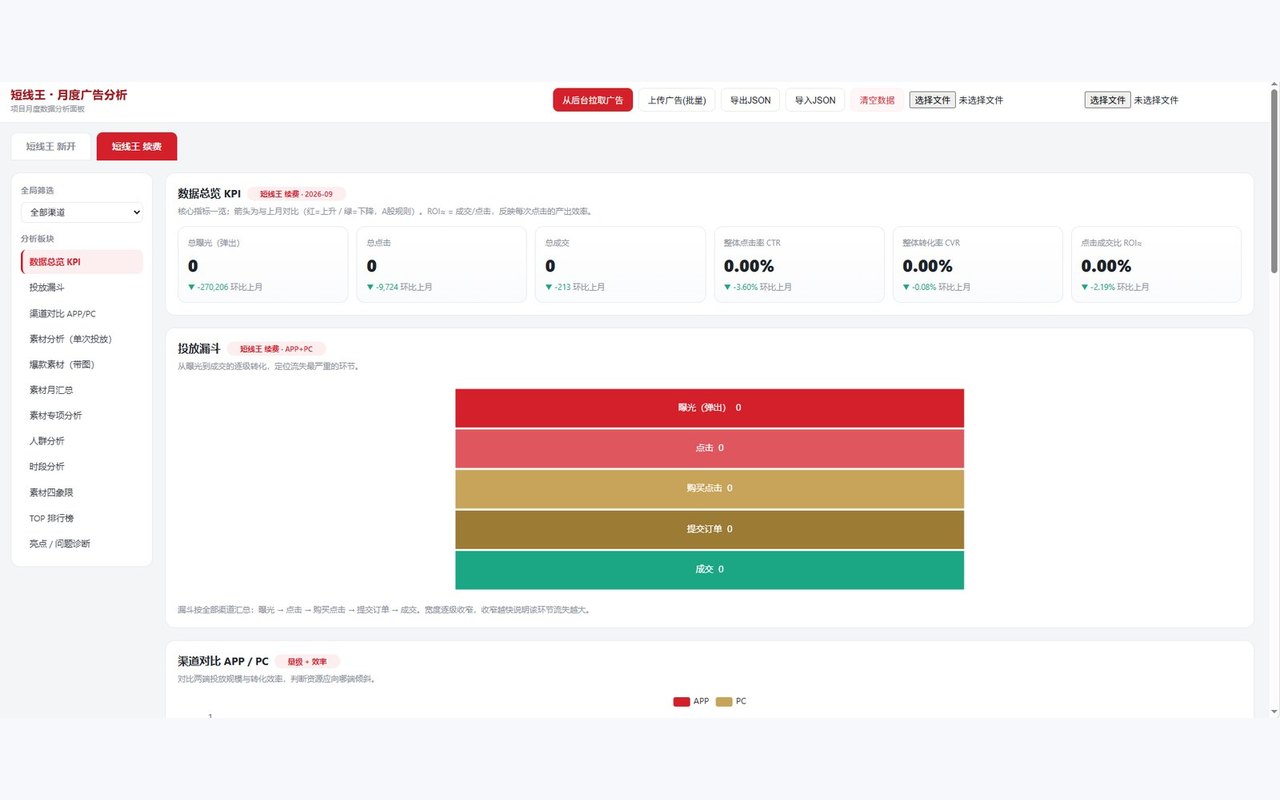 短线王 · 月度广告分析
项目月度数据分析面板
从后台拉取广告
上传广告(批量)
导出JSON
导入JSON
清空数据
选择文件 未选择文件
选择文件 未选择文件
短线王 新开
短线王 续费
全局筛选
全部渠道
分析板块
数据总览 KPI
投放漏斗
渠道对比 APP/PC
素材分析（单次投放）
爆款素材（带图）
素材月汇总
素材专项分析
人群分析
时段分析
素材四象限
TOP 排行榜
亮点 / 问题诊断
数据总览 KPI 短线王 续费 - 2026-09
核心指标一览；箭头为与上月对比（红=上升 / 绿=下降，A股规则）。ROI≈ = 成交/点击，反映每次点击的产出效率。
总曝光（弹出）
0
▼ -270,206 环比上月
总点击
0
▼ -9,724 环比上月
总成交
0
▼ -213 环比上月
整体点击率 CTR
0.00%
▼ -3.60% 环比上月
整体转化率 CVR
0.00%
▼ -0.08% 环比上月
点击成交比 ROI≈
0.00%
▼ -2.19% 环比上月
投放漏斗 短线王 续费 - APP+PC
从曝光到成交的逐级转化，定位流失最严重的环节。
曝光（弹出） 0
点击 0
购买点击 0
提交订单 0
成交 0
漏斗按全部渠道汇总；曝光 → 点击 → 购买点击 → 提交订单 → 成交。宽度逐级收窄，收窄越快说明该环节流失越大。
渠道对比 APP / PC 量级 + 效率
对比两端投放规模与转化效率，判断资源应向哪端倾斜。
APP PC
1